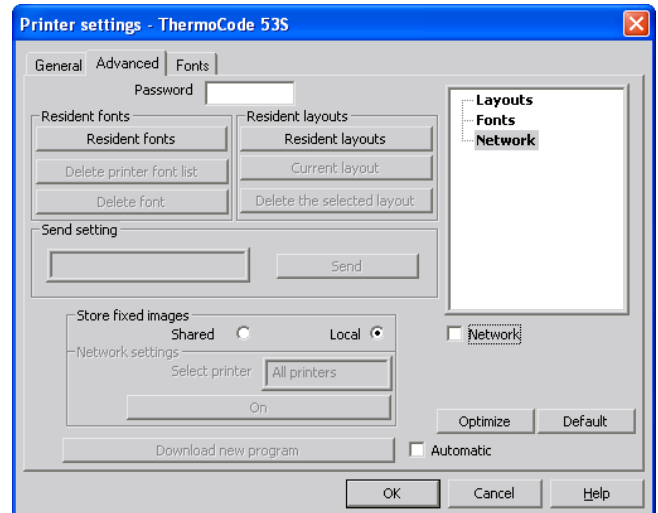 Printer settings - ThermoCode 53S
General Advanced Fonts
Password
Resident fonts
Resident fonts
Delete printer font list
Delete font
Resident layouts
Resident layouts
Current layout
Delete the selected layout
Layouts
Fonts
Network
Send setting
Send
Store fixed images
Shared Local
Network settings
Select printer All printers
On
Network
Optimize Default
Download new program
Automatic
OK Cancel Help